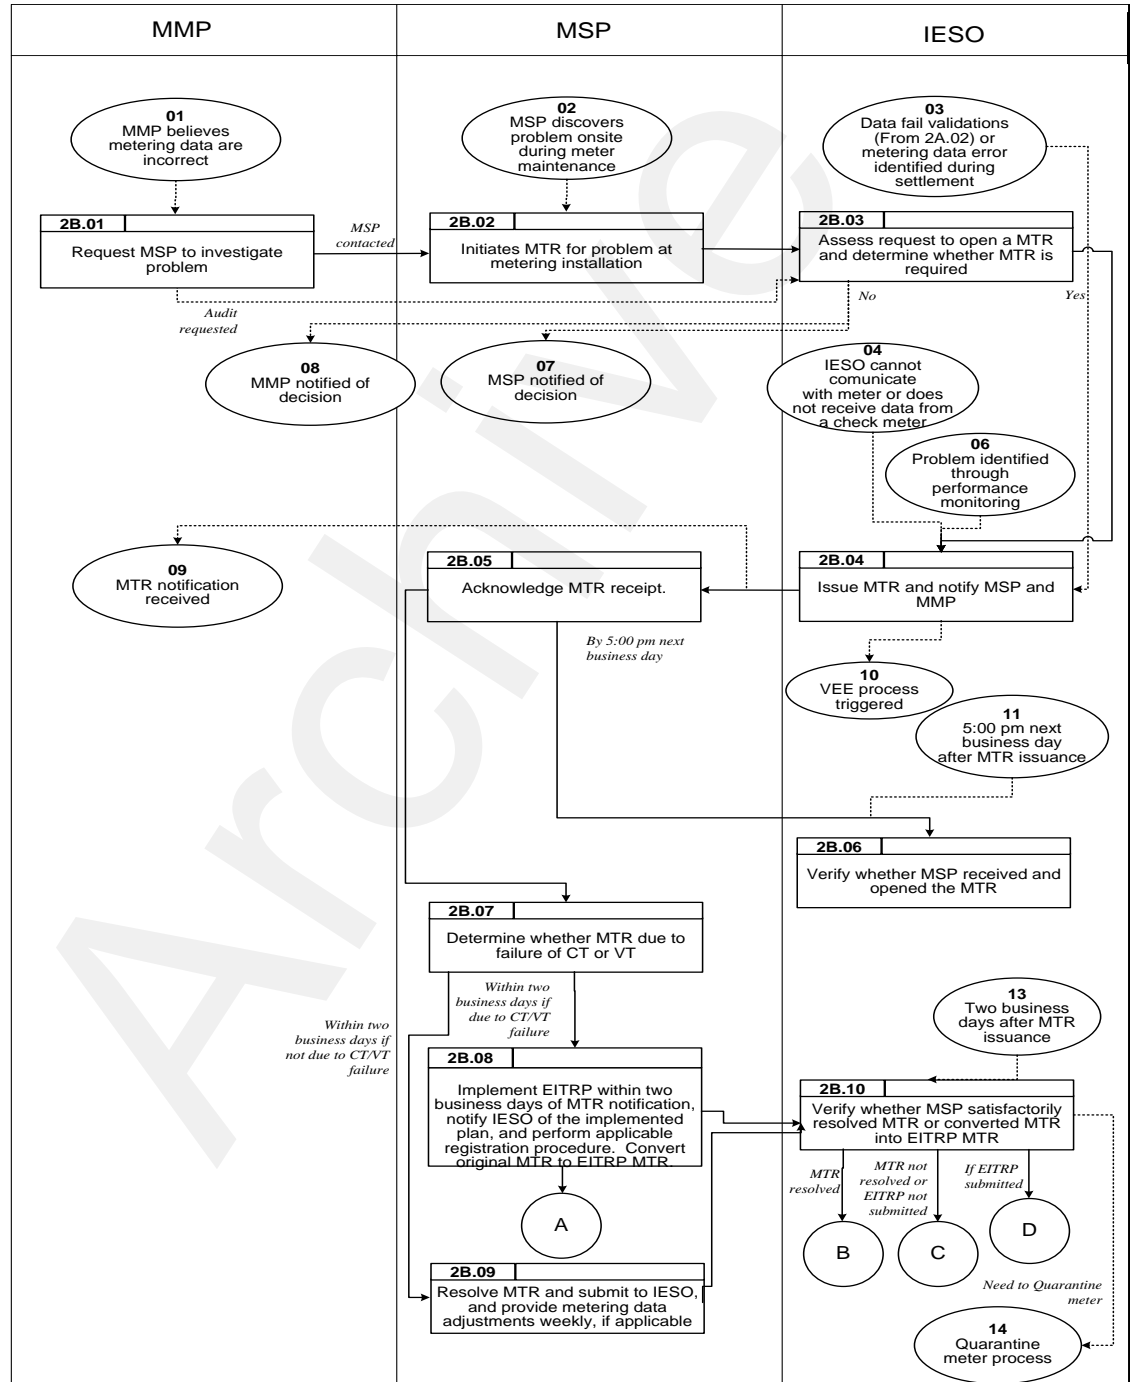 MMP
MSP
IESO
01
MMP believes
metering data are
incorrect
02
MSP discovers
problem onsite
during meter
maintenance
03
Data fail validations
(From 2A.02) or
metering data error
identified during
settlement
2B.01
Request MSP to investigate
problem
MSP
contacted
2B.02
Initiates MTR for problem at
metering installation
2B.03
Assess request to open a MTR
and determine whether MTR is
required
Audit
requested
No
Yes
08
MMP notified of
decision
07
MSP notified of
decision
04
IESO cannot
comunicate
with meter or does
not receive data from
a check meter
06
Problem identified
through
performance
monitoring
09
MTR notification
received
2B.05
Acknowledge MTR receipt.
2B.04
Issue MTR and notify MSP and
MMP
By 5:00 pm next
business day
10
VEE process
triggered
11
5:00 pm next
business day
after MTR issuance
2B.06
Verify whether MSP received and
opened the MTR
2B.07
Determine whether MTR due to
failure of CT or VT
Within two
business days if
due to CT/VT
failure
Within two
business days if
not due to CT/VT
failure
13
Two business
days after MTR
issuance
2B.08
Implement EITRP within two
business days of MTR notification,
notify IESO of the implemented
plan, and perform applicable
registration procedure.  Convert
original MTR to EITRP MTR.
2B.10
Verify whether MSP satisfactorily
resolved MTR or converted MTR
into EITRP MTR
MTR
resolved
MTR not
resolved or
EITRP not
submitted
If EITRP
submitted
A
B
C
D
2B.09
Resolve MTR and submit to IESO,
and provide metering data
adjustments weekly, if applicable
Need to Quarantine
meter
14
Quarantine
meter process
Archive